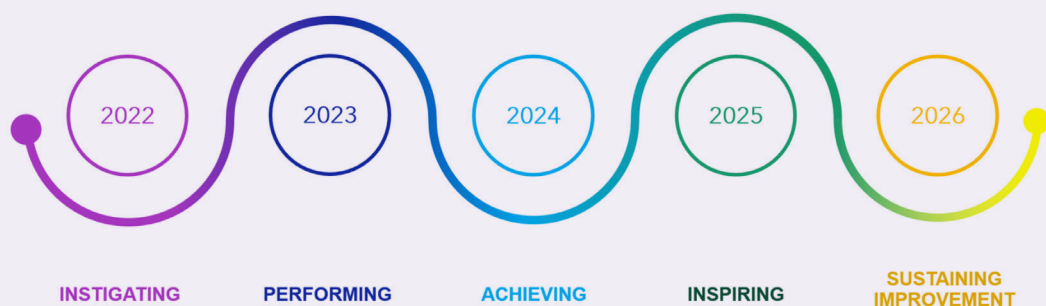 2022
2023
2024
2025
2026
INSTIGATING
PERFORMING
ACHIEVING
INSPIRING
SUSTAINING
IMPROVEMENT